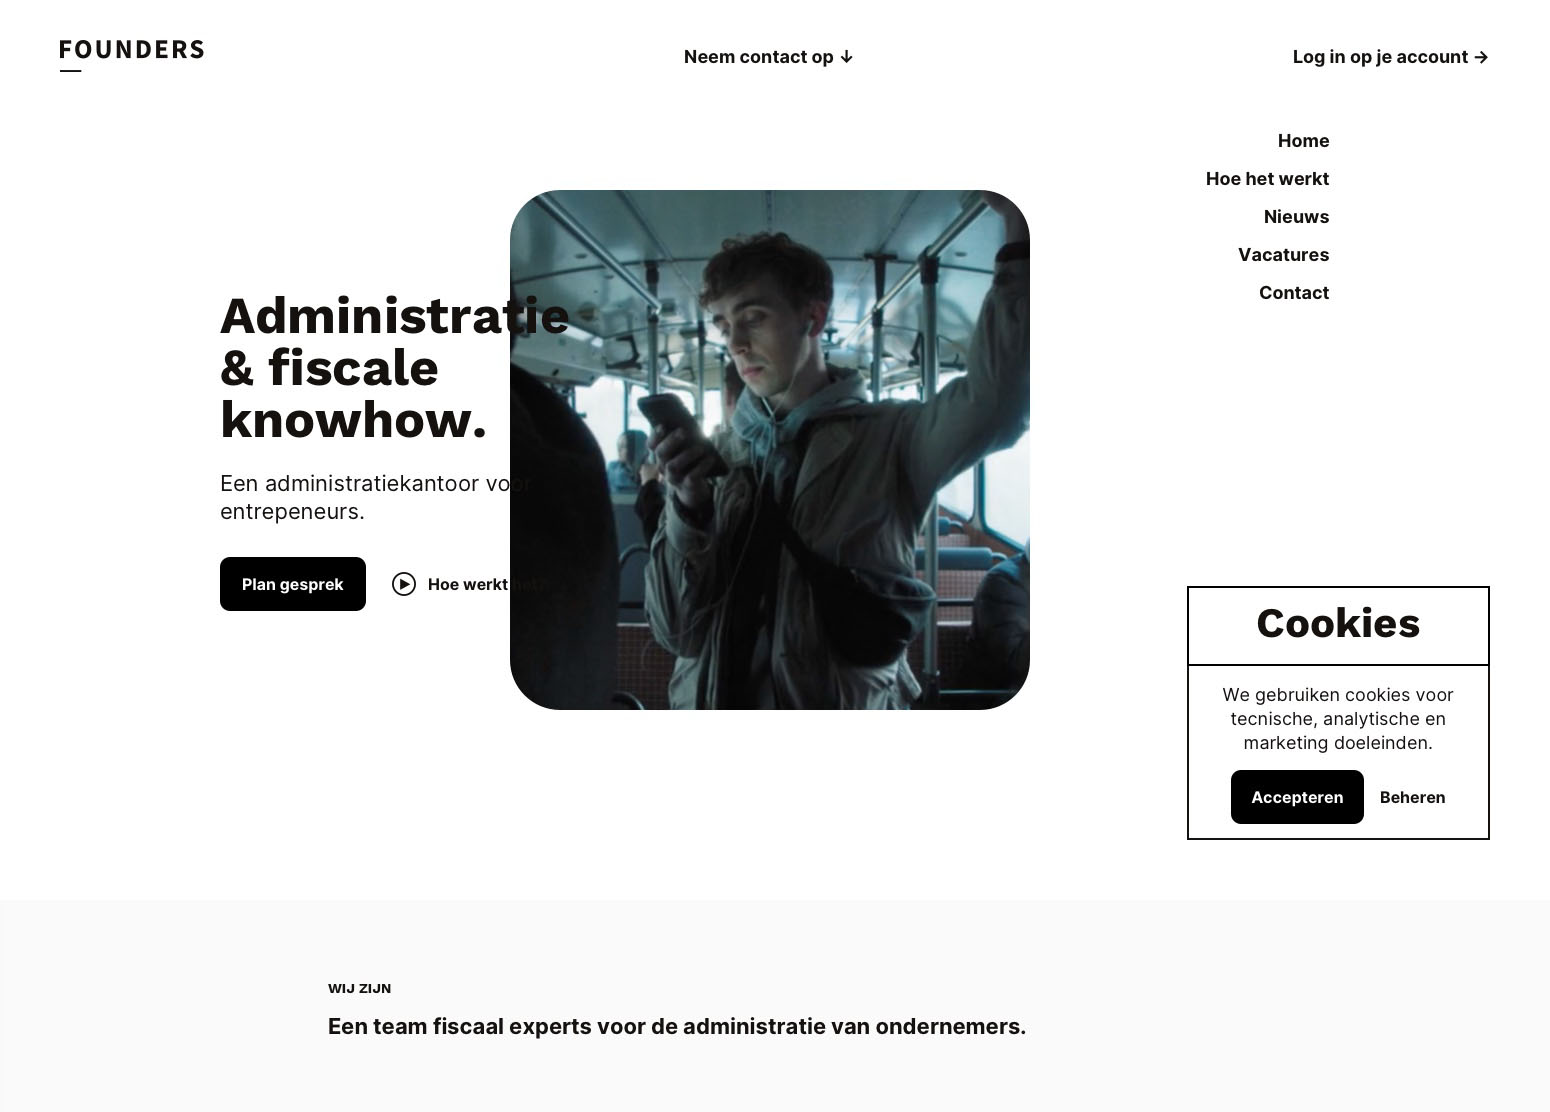 FOUNDERS
Neem contact op ↓
Log in op je account →
Home
Hoe het werkt
Nieuws
Vacatures
Contact
Administratie
& fiscale
knowhow.
Een administratiekantoor voor
entrepeneurs.
Plan gesprek
Hoe werkt het?
Cookies
We gebruiken cookies voor
tecnische, analytische en
marketing doeleinden.
Accepteren
Beheren
WIJ ZIJN
Een team fiscaal experts voor de administratie van ondernemers.